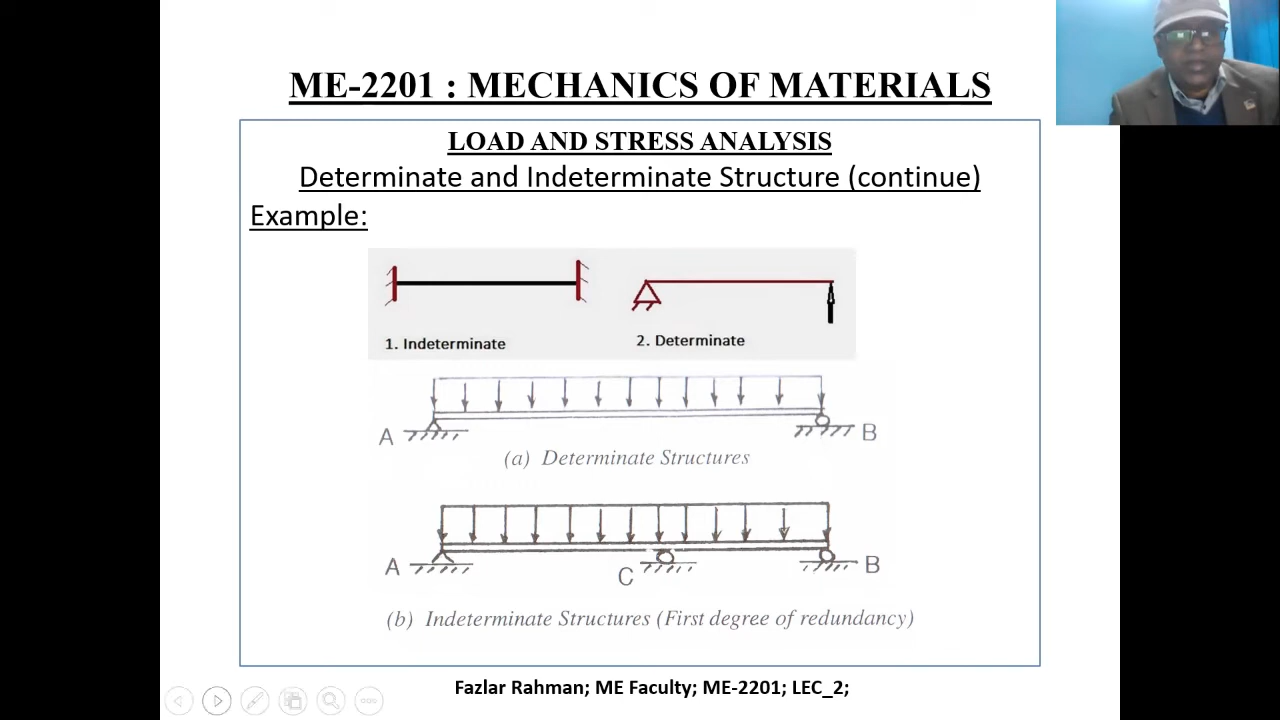 ME-2201 : MECHANICS OF MATERIALS
LOAD AND STRESS ANALYSIS
Determinate and Indeterminate Structure (continue)
Example:
1. Indeterminate
2. Determinate
A
B
(a) Determinate Structures
A
C
B
(b) Indeterminate Structures (First degree of redundancy)
Fazlar Rahman; ME Faculty; ME-2201; LEC_2;